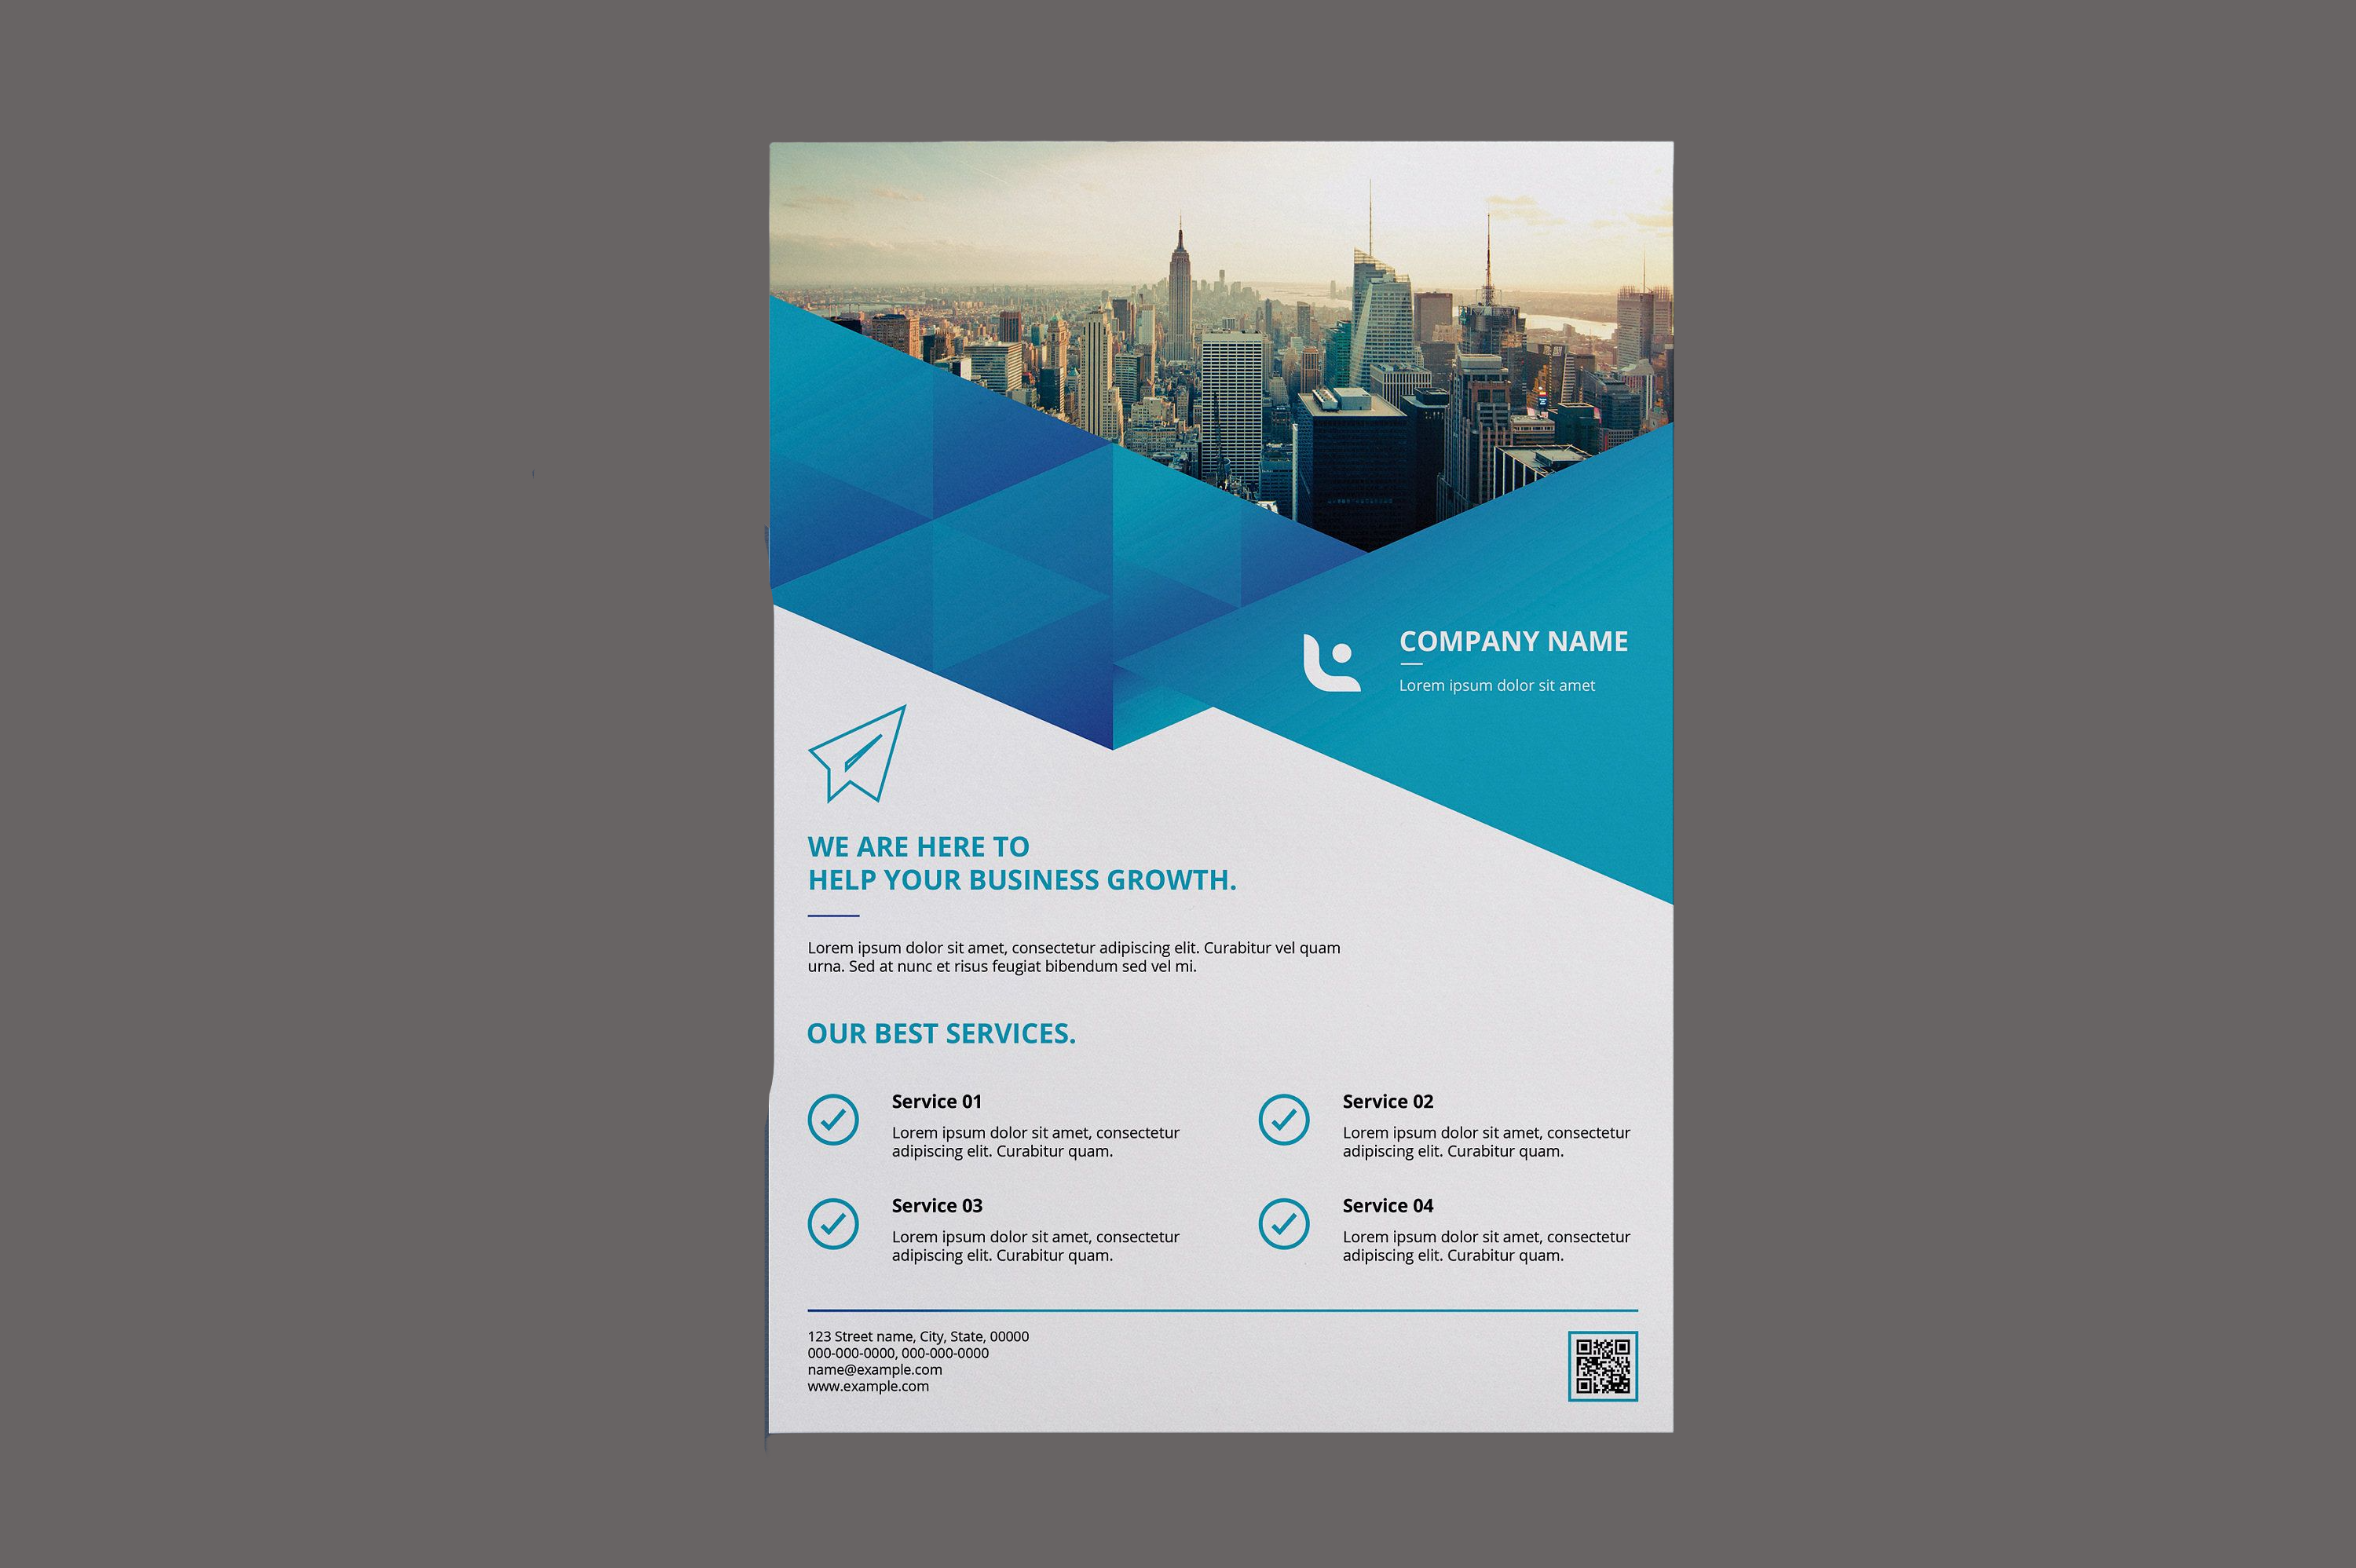 COMPANY NAME
Lorem ipsum dolor sit amet
WE ARE HERE TO
HELP YOUR BUSINESS GROWTH.
Lorem ipsum dolor sit amet, consectetur adipiscing elit. Curabitur vel quam
urna. Sed at nunc et risus feugiat bibendum sed vel mi.
OUR BEST SERVICES.
Service 01
Lorem ipsum dolor sit amet, consectetur
adipiscing elit. Curabitur quam.
Service 02
Lorem ipsum dolor sit amet, consectetur
adipiscing elit. Curabitur quam.
Service 03
Lorem ipsum dolor sit amet, consectetur
adipiscing elit. Curabitur quam.
Service 04
Lorem ipsum dolor sit amet, consectetur
adipiscing elit. Curabitur quam.
123 Street name, City, State, 00000
000-000-0000, 000-000-0000
name@example.com
www.example.com